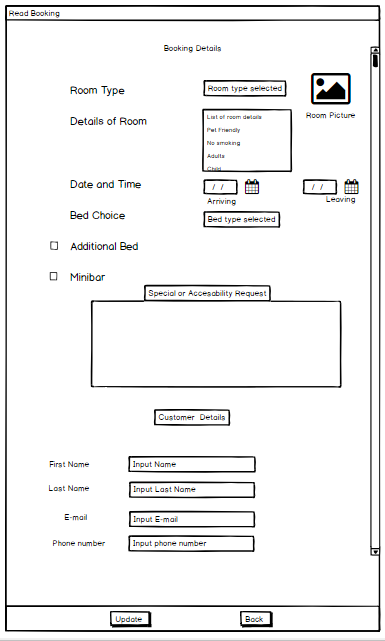 Read Booking
Booking Details
Room Type
Room type selected
Room Picture
Details of Room
List of room details
Pet Friendly
No smoking
Adults
Child
Date and Time
/ /
/ /
Arriving
Leaving
Bed Choice
Bed type selected
Additional Bed
Minibar
Special or Accesability Request
Customer Details
First Name
Input Name
Last Name
Input Last Name
E-mail
Input E-mail
Phone number
Input phone number
Update
Back